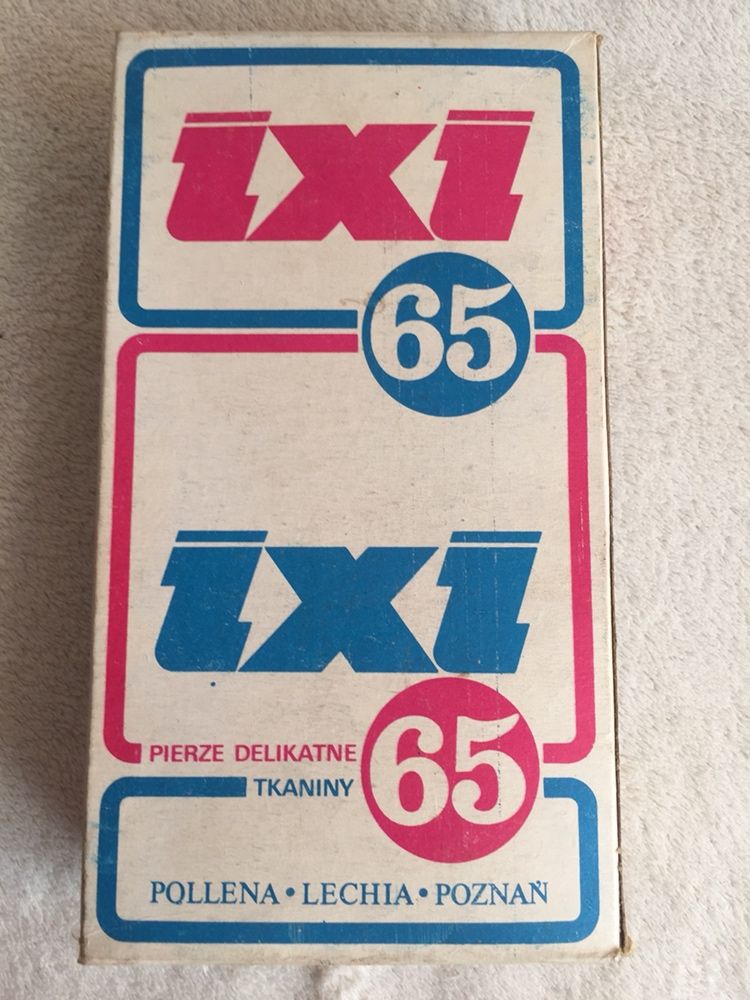 ixi
65
ixi
65
PIERZE DELIKATNE
TKANINY
POLLENA • LECHIA • POZNAŃ